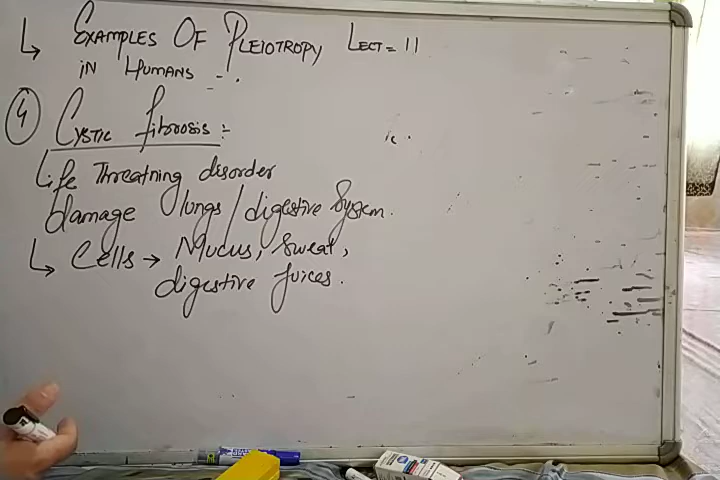 ↳ Examples Of Pleiotropy Lect = 11
in Humans -.
④ Cystic fibrosis :-
Life Threatning disorder
damage lungs / digestive System.
↳ Cells → Mucus, Sweat,
digestive Juices.